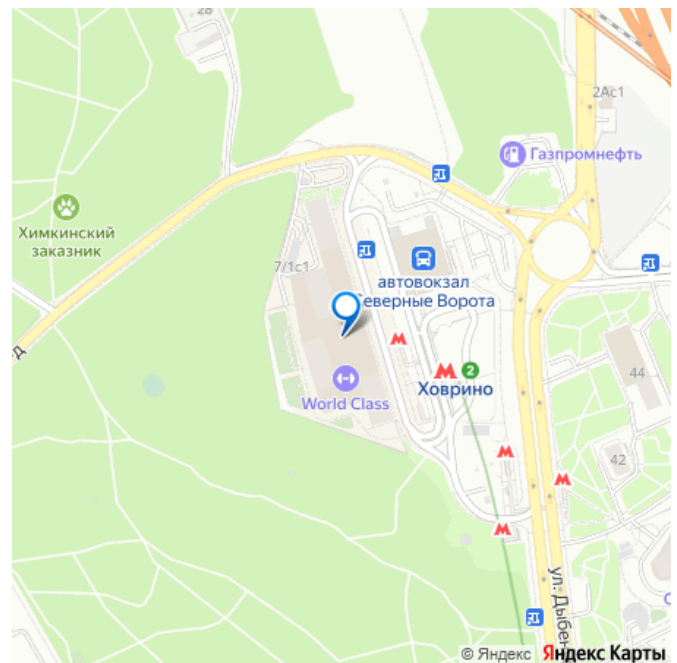 28
2Ас1
Газпромнефть
Химкинский
заказник
7/1с1
автовокзал
Северные Ворота
М
М
2
Ховрино
44
World Class
М
42
М
М
ул. Дыбен
© Яндекс
Яндекс Карты